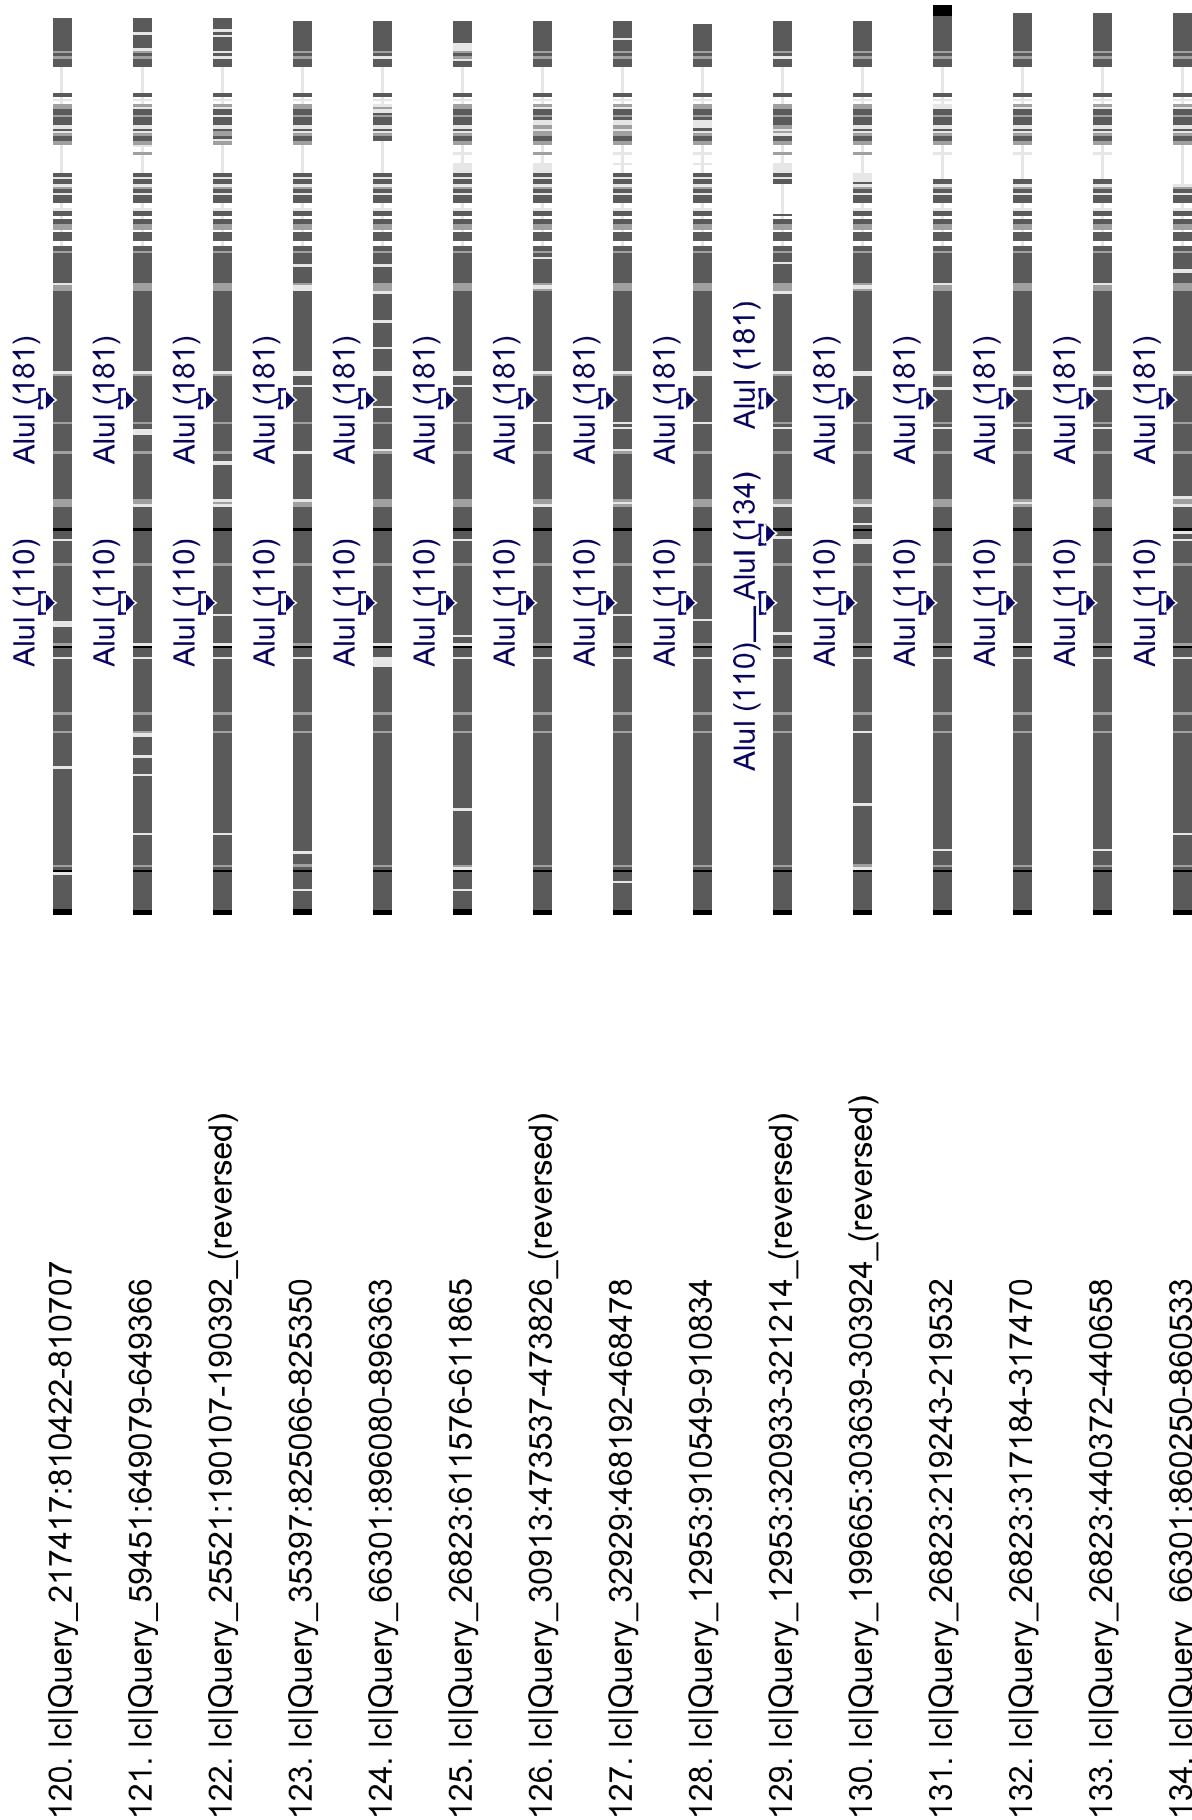 120. lcl|Query_217417:810422-810707
AluI (110)
AluI (181)
121. lcl|Query_59451:649079-649366
AluI (110)
AluI (181)
122. lcl|Query_25521:190107-190392_(reversed)
AluI (110)
AluI (181)
123. lcl|Query_35397:825066-825350
AluI (110)
AluI (181)
124. lcl|Query_66301:896080-896363
AluI (110)
AluI (181)
125. lcl|Query_26823:611576-611865
AluI (110)
AluI (181)
126. lcl|Query_30913:473537-473826_(reversed)
AluI (110)
AluI (181)
127. lcl|Query_32929:468192-468478
AluI (110)
AluI (181)
128. lcl|Query_12953:910549-910834
AluI (110)
AluI (181)
129. lcl|Query_12953:320933-321214_(reversed)
AluI (110)__AluI (134)
AluI (181)
130. lcl|Query_199665:303639-303924_(reversed)
AluI (110)
AluI (181)
131. lcl|Query_26823:219243-219532
AluI (110)
AluI (181)
132. lcl|Query_26823:317184-317470
AluI (110)
AluI (181)
133. lcl|Query_26823:440372-440658
AluI (110)
AluI (181)
134. lcl|Query_66301:860250-860533
AluI (110)
AluI (181)